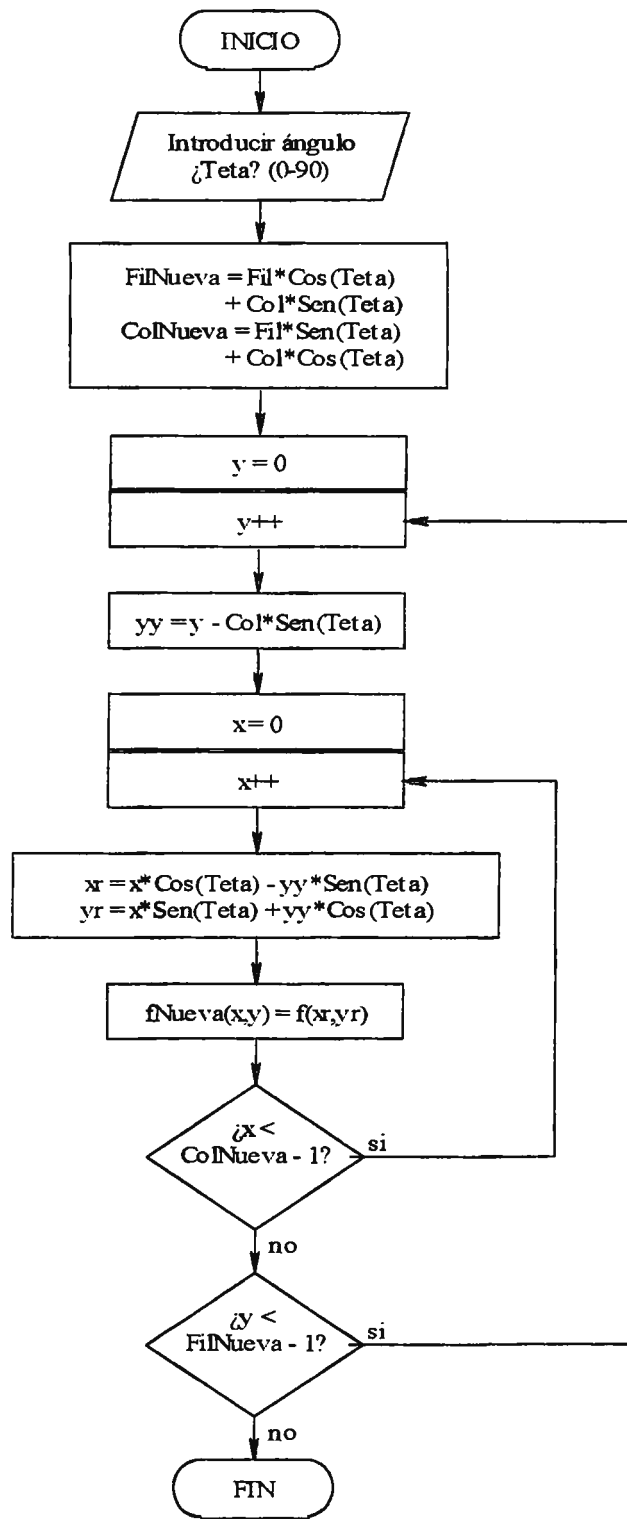 INICIO
Introducir ángulo
¿Teta? (0-90)
FilNueva = Fil*Cos(Teta)
+ Col*Sen(Teta)
ColNueva = Fil*Sen(Teta)
+ Col*Cos(Teta)
y = 0
y++
yy = y - Col*Sen(Teta)
x = 0
x++
xr = x*Cos(Teta) - yy*Sen(Teta)
yr = x*Sen(Teta) + yy*Cos(Teta)
fNueva(x,y) = f(xr,yr)
¿x <
ColNueva - 1?
si
no
¿y <
FilNueva - 1?
si
no
FIN